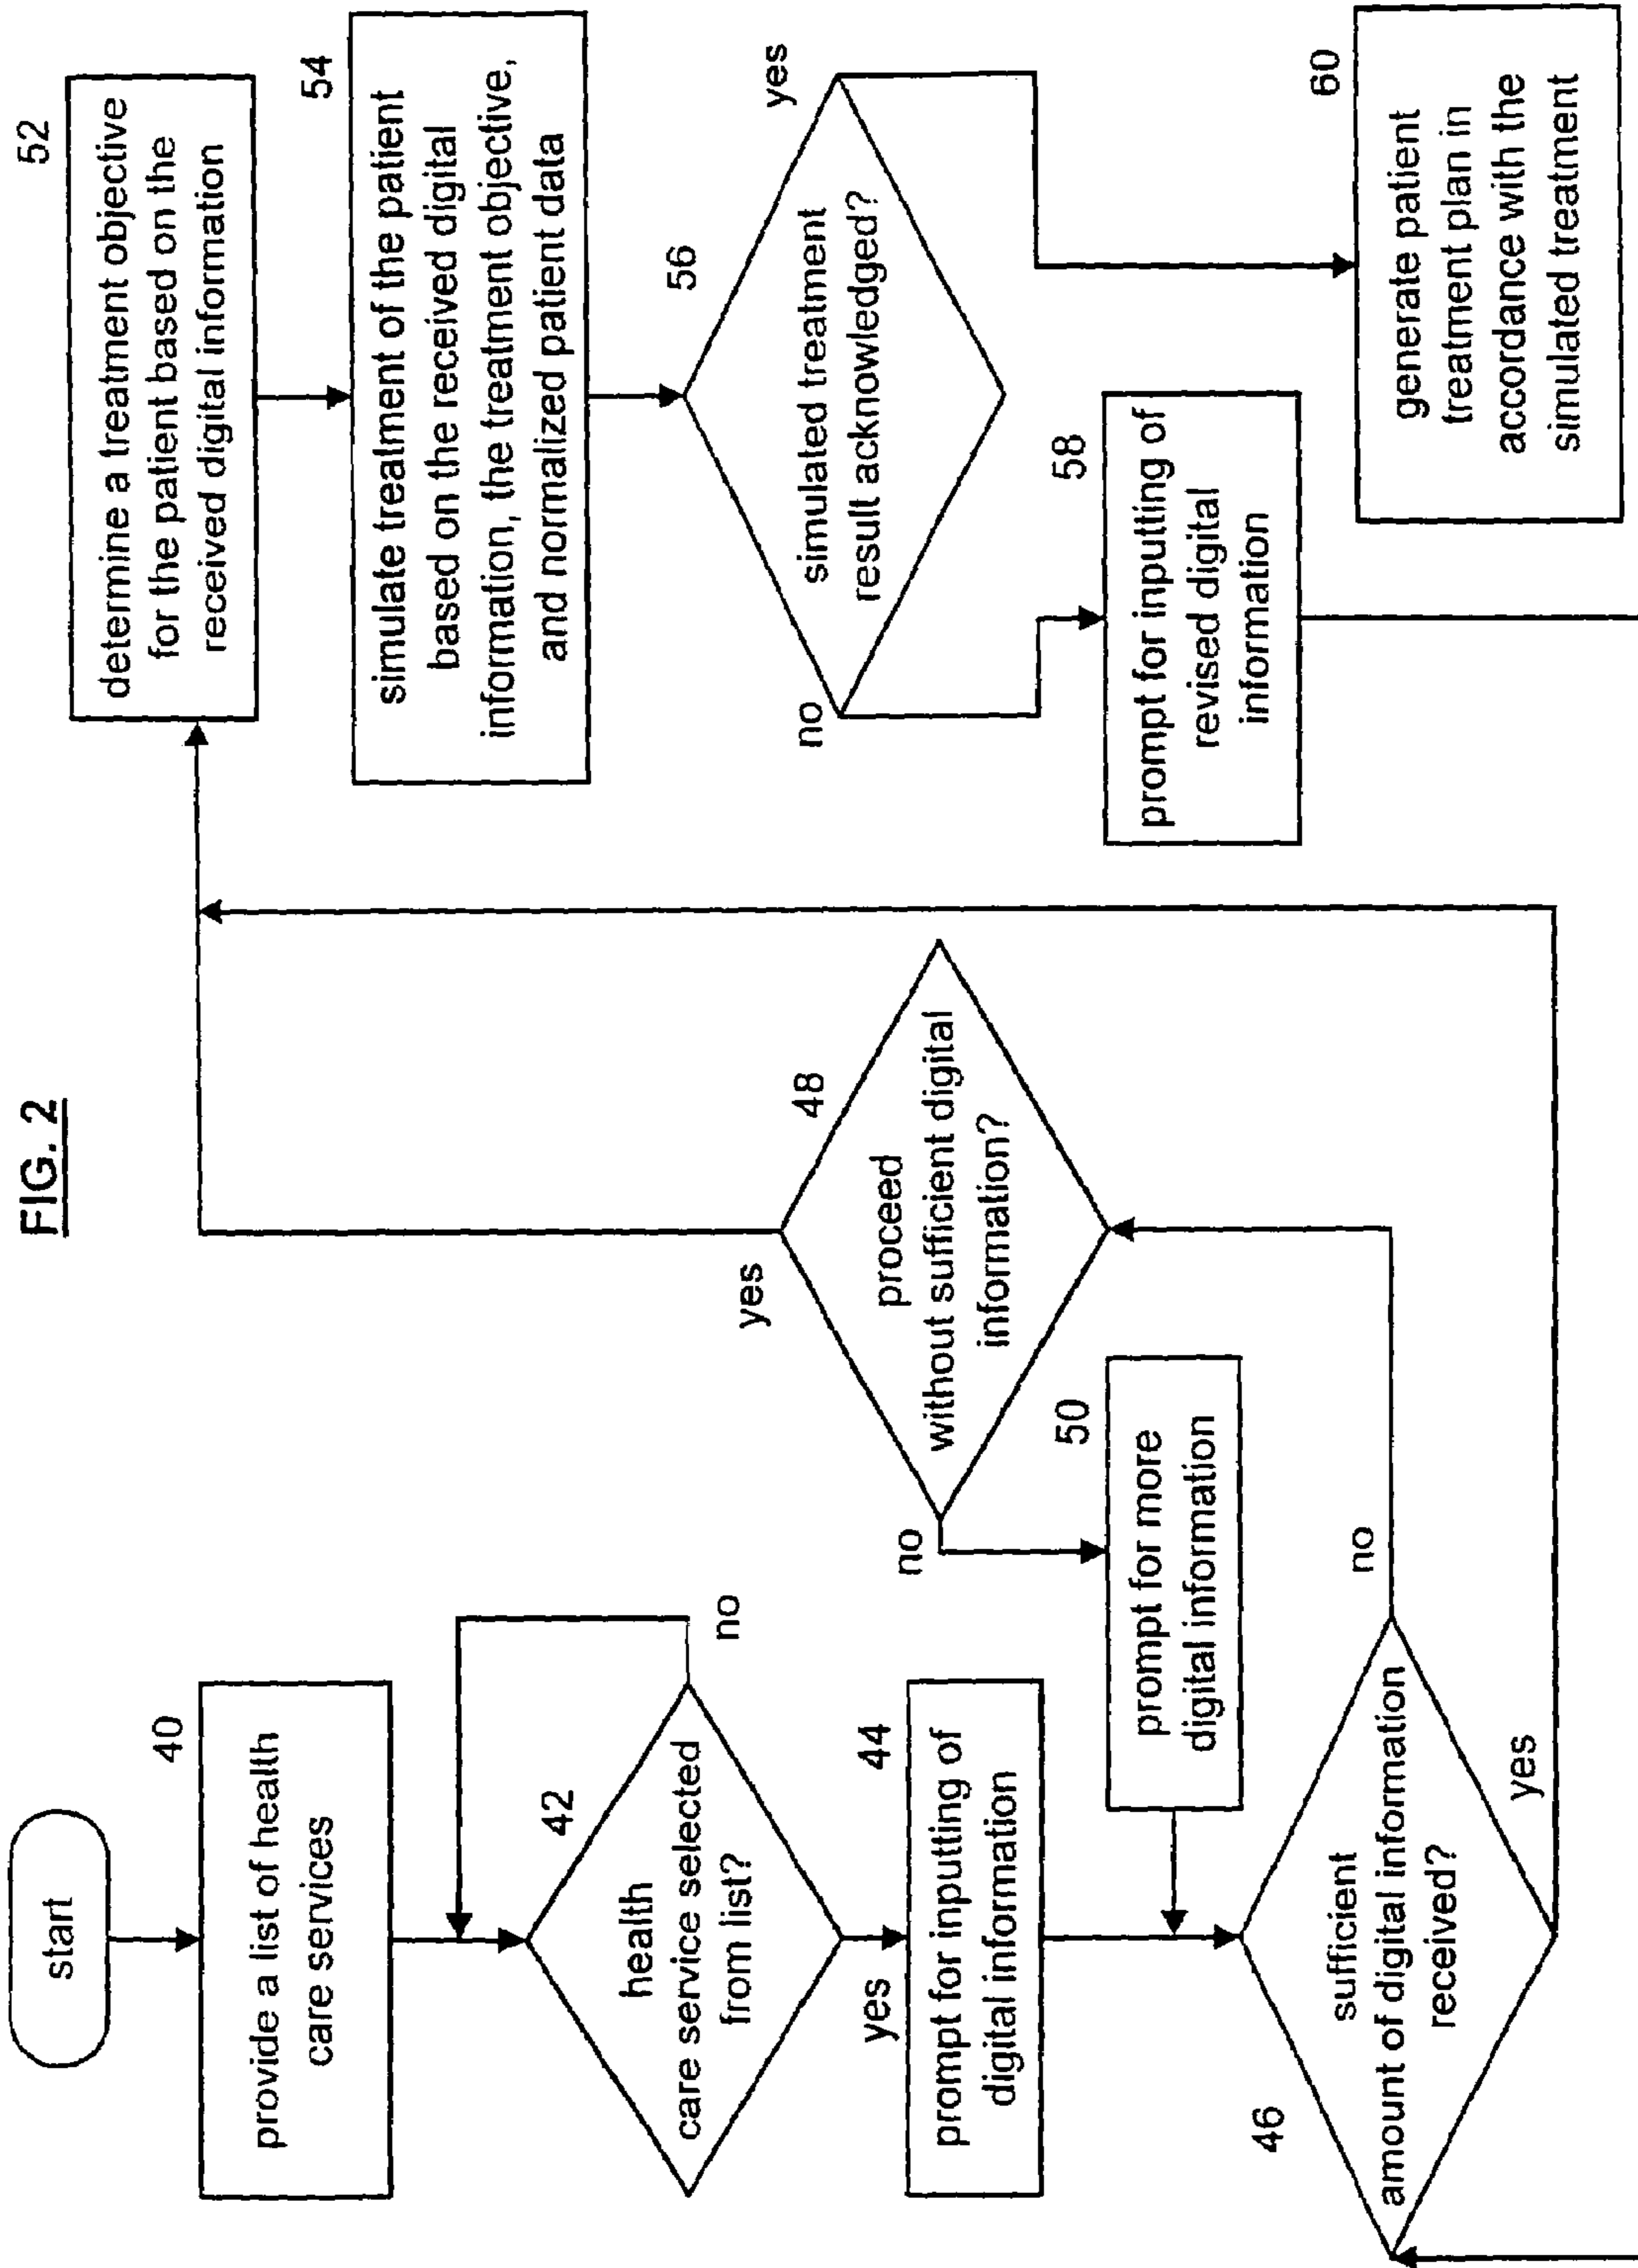 FIG. 2
start
40
provide a list of health
care services
42
health
care service selected
from list?
no
yes
44
prompt for inputting of
digital information
46
sufficient
amount of digital information
received?
no
yes
48
proceed
without sufficient digital
information?
yes
no
50
prompt for more
digital information
52
determine a treatment objective
for the patient based on the
received digital information
54
simulate treatment of the patient
based on the received digital
information, the treatment objective,
and normalized patient data
56
simulated treatment
result acknowledged?
yes
no
58
prompt for inputting of
revised digital
information
60
generate patient
treatment plan in
accordance with the
simulated treatment